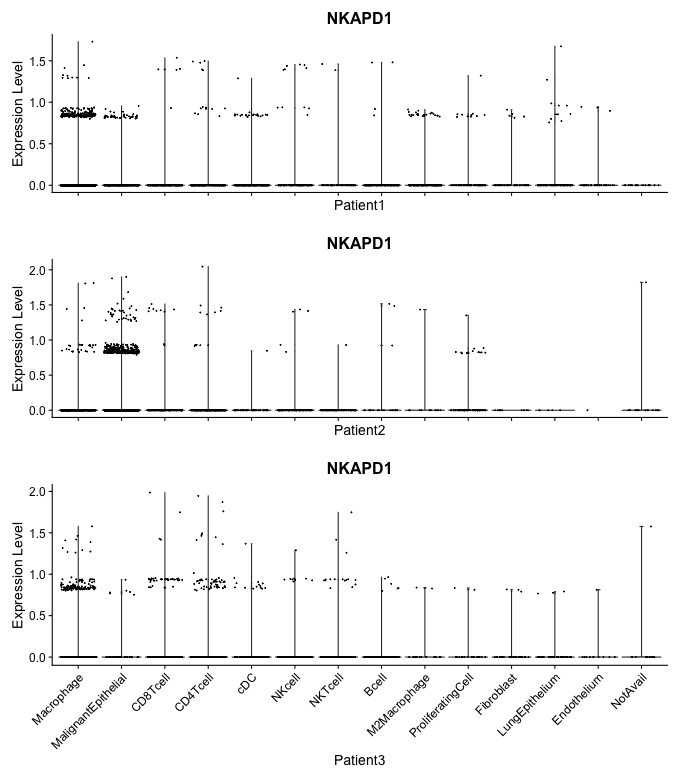 NKAPD1
Expression Level
1.5
1.0
0.5
0.0
Patient1
NKAPD1
Expression Level
2.0
1.5
1.0
0.5
0.0
Patient2
NKAPD1
Expression Level
2.0
1.5
1.0
0.5
0.0
Macrophage
MalignantEpithelial
CD8Tcell
CD4Tcell
cDC
NKcell
NKTcell
Bcell
M2Macrophage
ProliferatingCell
Fibroblast
LungEpithelium
Endothelium
NotAvail
Patient3